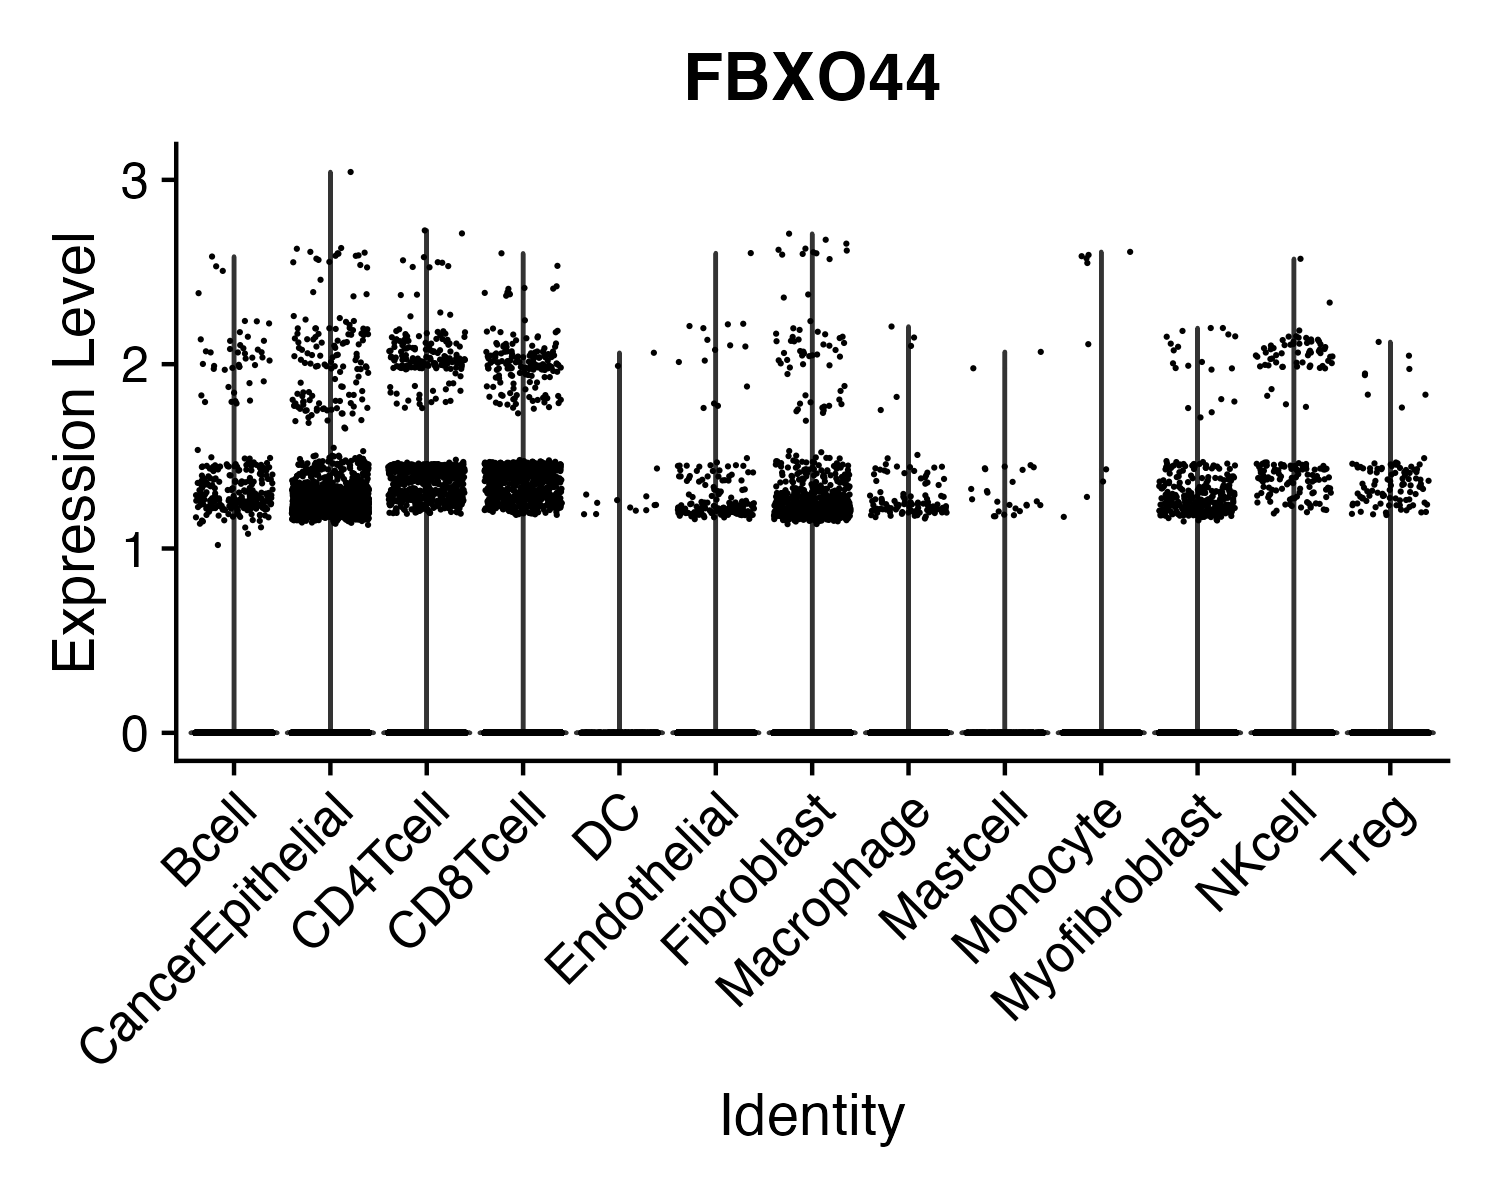 FBXO44
Expression Level
3
2
1
0
Bcell
CancerEpithelial
CD4Tcell
CD8Tcell
DC
Endothelial
Fibroblast
Macrophage
Mastcell
Monocyte
Myofibroblast
NKcell
Treg
Identity